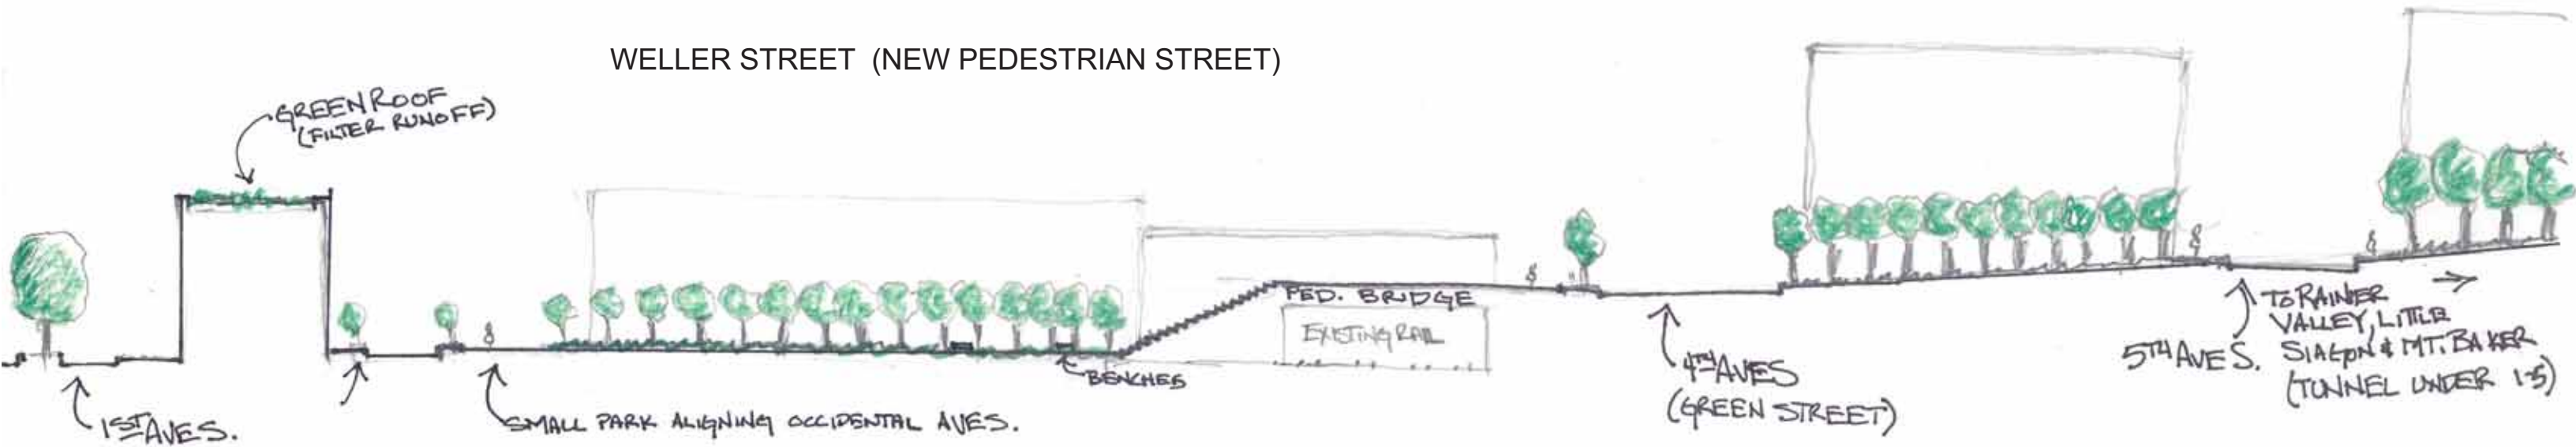 WELLER STREET (NEW PEDESTRIAN STREET)
GREEN ROOF
(FILTER RUNOFF)
PED. BRIDGE
EXISTING RAIL
BENCHES
1ST AVE S.
SMALL PARK ALIGNING OCCIDENTAL AVE S.
4TH AVE S
(GREEN STREET)
5TH AVE S.
TO RAINIER
VALLEY, LITTLE
SIAGON & MT. BAKER
(TUNNEL UNDER I-5)